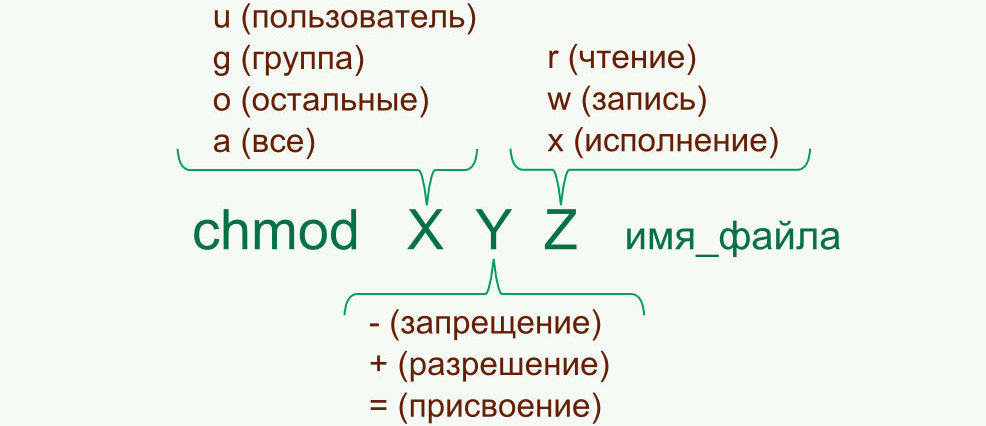 u (пользователь)
g (группа)
o (остальные)
a (все)
r (чтение)
w (запись)
x (исполнение)
chmod X Y Z имя_файла
- (запрещение)
+ (разрешение)
= (присвоение)